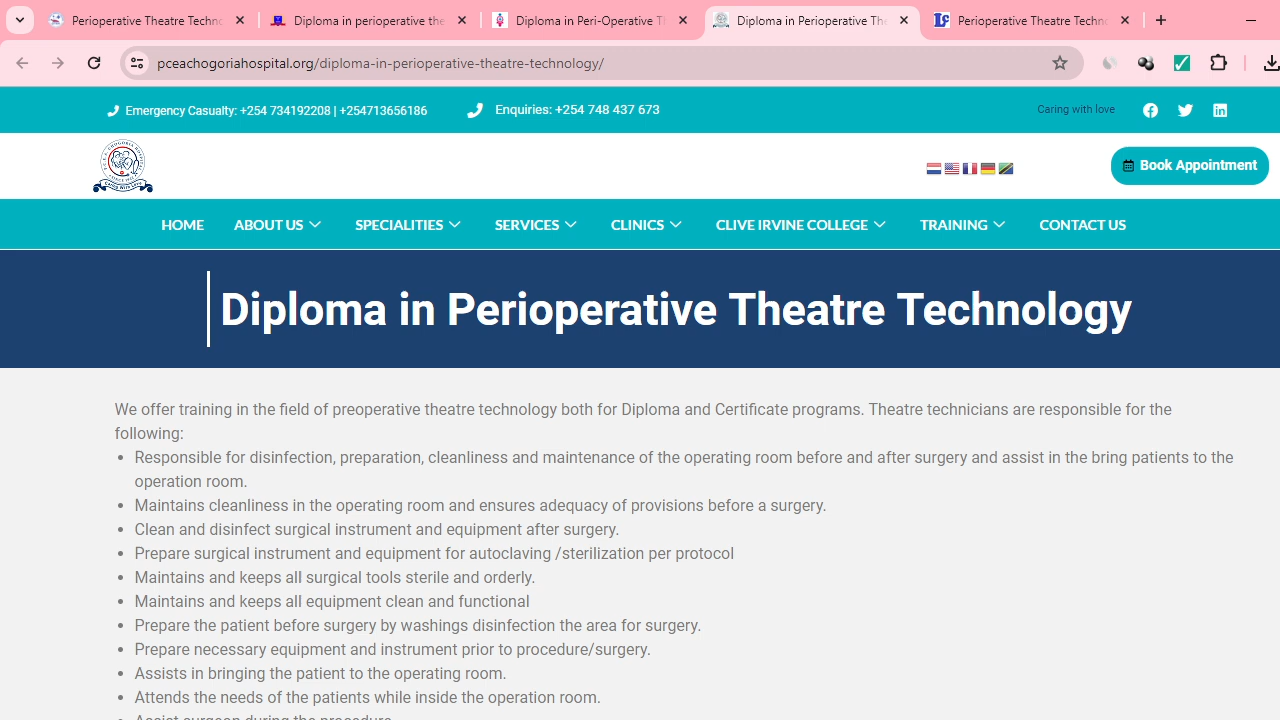 Perioperative Theatre Techno
Diploma in perioperative the
Diploma in Peri-Operative T
Diploma in Perioperative The
Perioperative Theatre Techno
pceachogoriahospital.org/diploma-in-perioperative-theatre-technology/
Emergency Casualty: +254 734192208 | +254713656186
Enquiries: +254 748 437 673
Caring with love
Book Appointment
HOME ABOUT US SPECIALITIES SERVICES CLINICS CLIVE IRVINE COLLEGE TRAINING CONTACT US
Diploma in Perioperative Theatre Technology
We offer training in the field of preoperative theatre technology both for Diploma and Certificate programs. Theatre technicians are responsible for the
following:
• Responsible for disinfection, preparation, cleanliness and maintenance of the operating room before and after surgery and assist in the bring patients to the
operation room.
• Maintains cleanliness in the operating room and ensures adequacy of provisions before a surgery.
• Clean and disinfect surgical instrument and equipment after surgery.
• Prepare surgical instrument and equipment for autoclaving /sterilization per protocol
• Maintains and keeps all surgical tools sterile and orderly.
• Maintains and keeps all equipment clean and functional
• Prepare the patient before surgery by washings disinfection the area for surgery.
• Prepare necessary equipment and instrument prior to procedure/surgery.
• Assists in bringing the patient to the operating room.
• Attends the needs of the patients while inside the operation room.
• Assist surgeon during the procedure